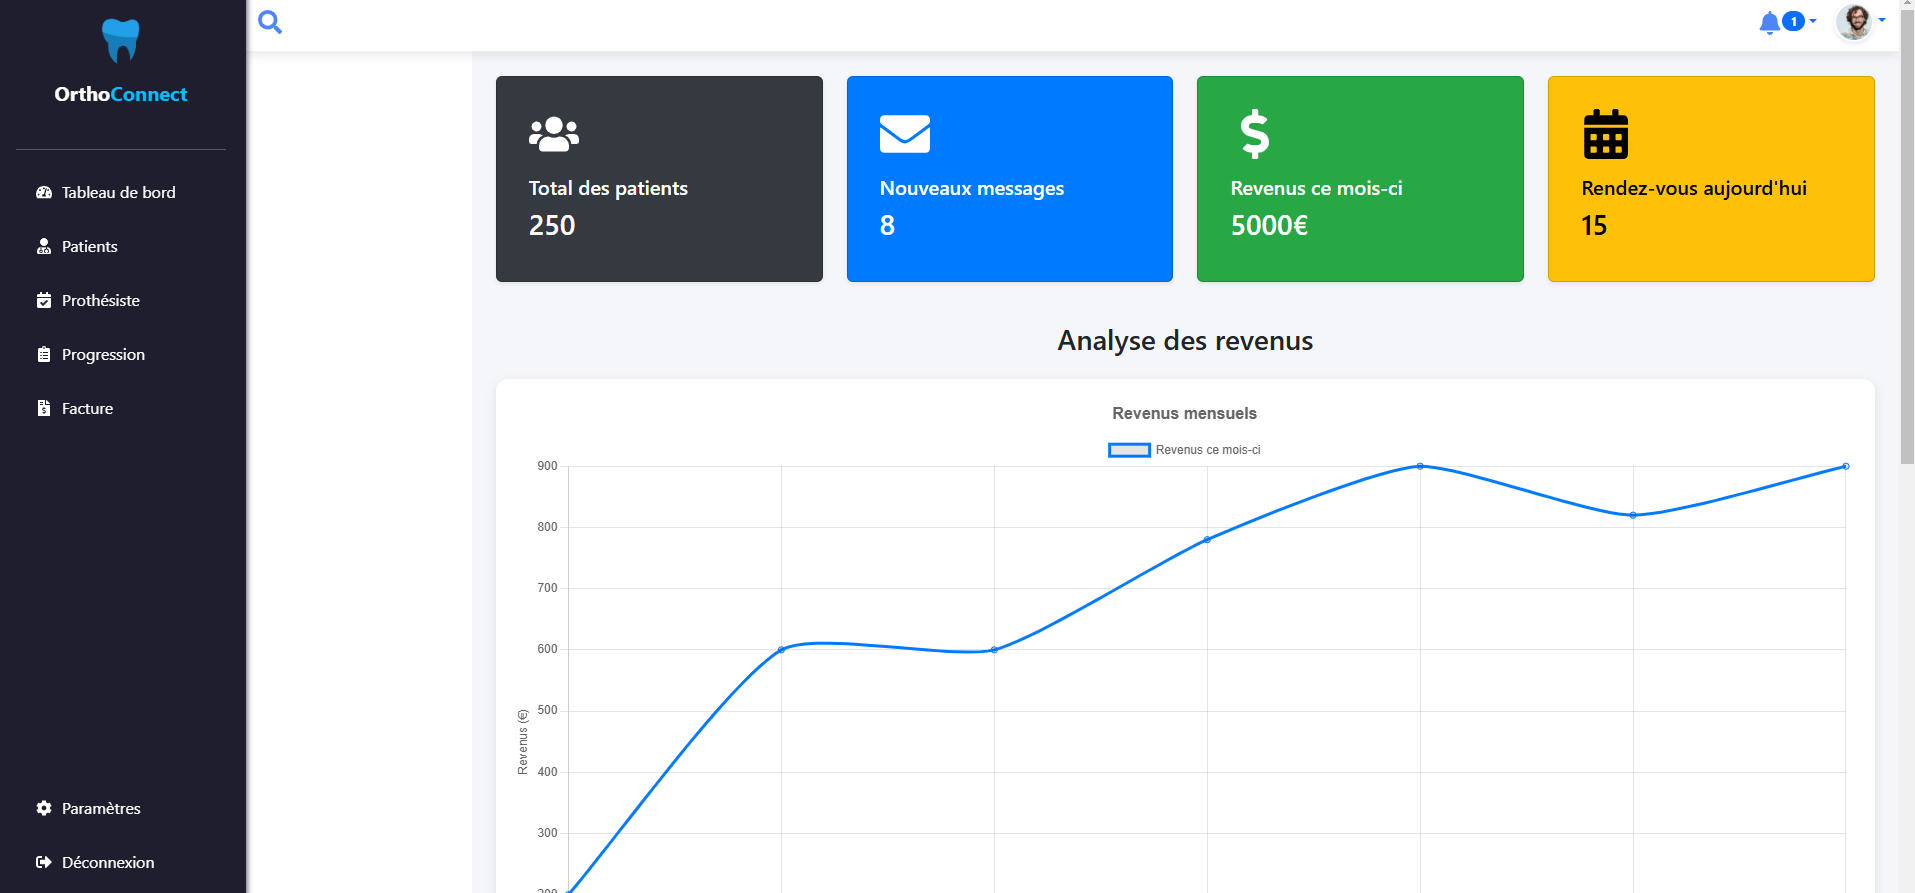 OrthoConnect
Tableau de bord
Patients
Prothésiste
Progression
Facture
Paramètres
Déconnexion
1
Total des patients
250
Nouveaux messages
8
Revenus ce mois-ci
5000€
Rendez-vous aujourd'hui
15
Analyse des revenus
Revenus mensuels
Revenus ce mois-ci
Revenus (€)
900
800
700
600
500
400
300
200